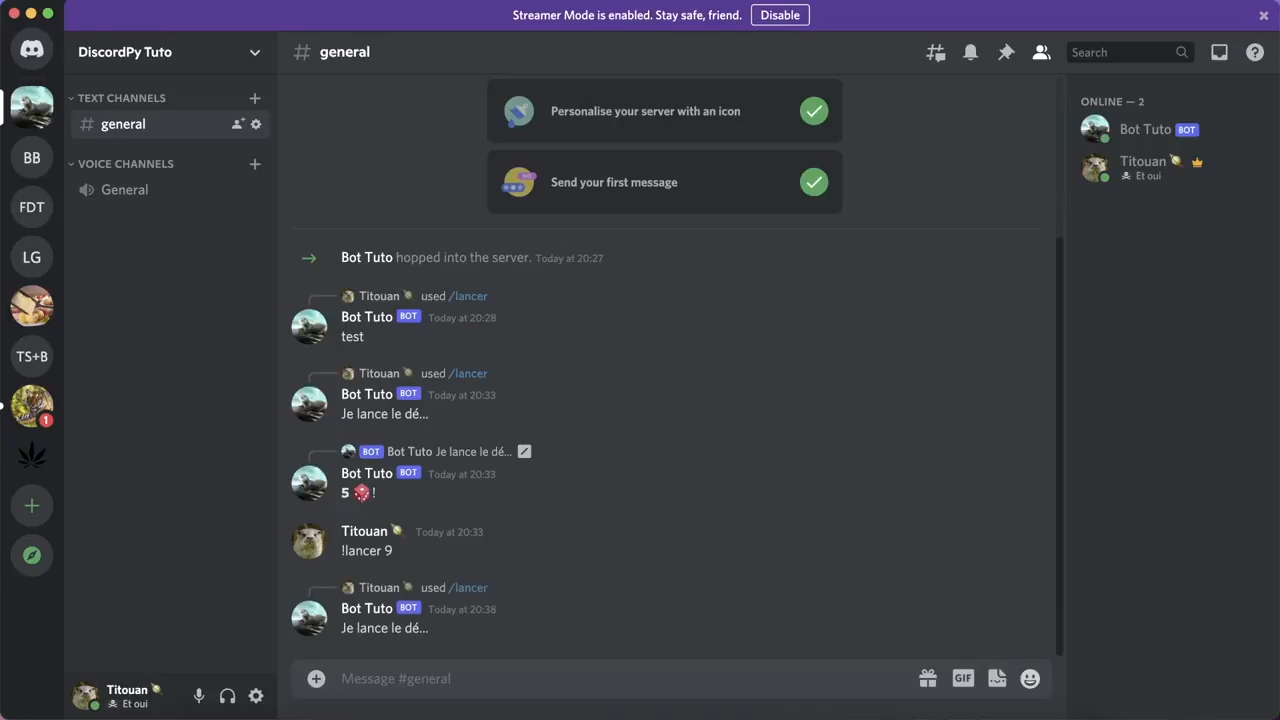 Streamer Mode is enabled. Stay safe, friend. Disable
DiscordPy Tuto
general
Search
TEXT CHANNELS
general
VOICE CHANNELS
General
BB
FDT
LG
TS+B
1
Personalise your server with an icon
Send your first message
Bot Tuto hopped into the server. Today at 20:27
Titouan used /lancer
Bot Tuto BOT Today at 20:28
test
Titouan used /lancer
Bot Tuto BOT Today at 20:33
Je lance le dé...
BOT Bot Tuto Je lance le dé...
Bot Tuto BOT Today at 20:33
5 !
Titouan Today at 20:33
!lancer 9
Titouan used /lancer
Bot Tuto BOT Today at 20:38
Je lance le dé...
Message #general
GIF
ONLINE — 2
Bot Tuto BOT
Titouan
Et oui
Titouan
Et oui